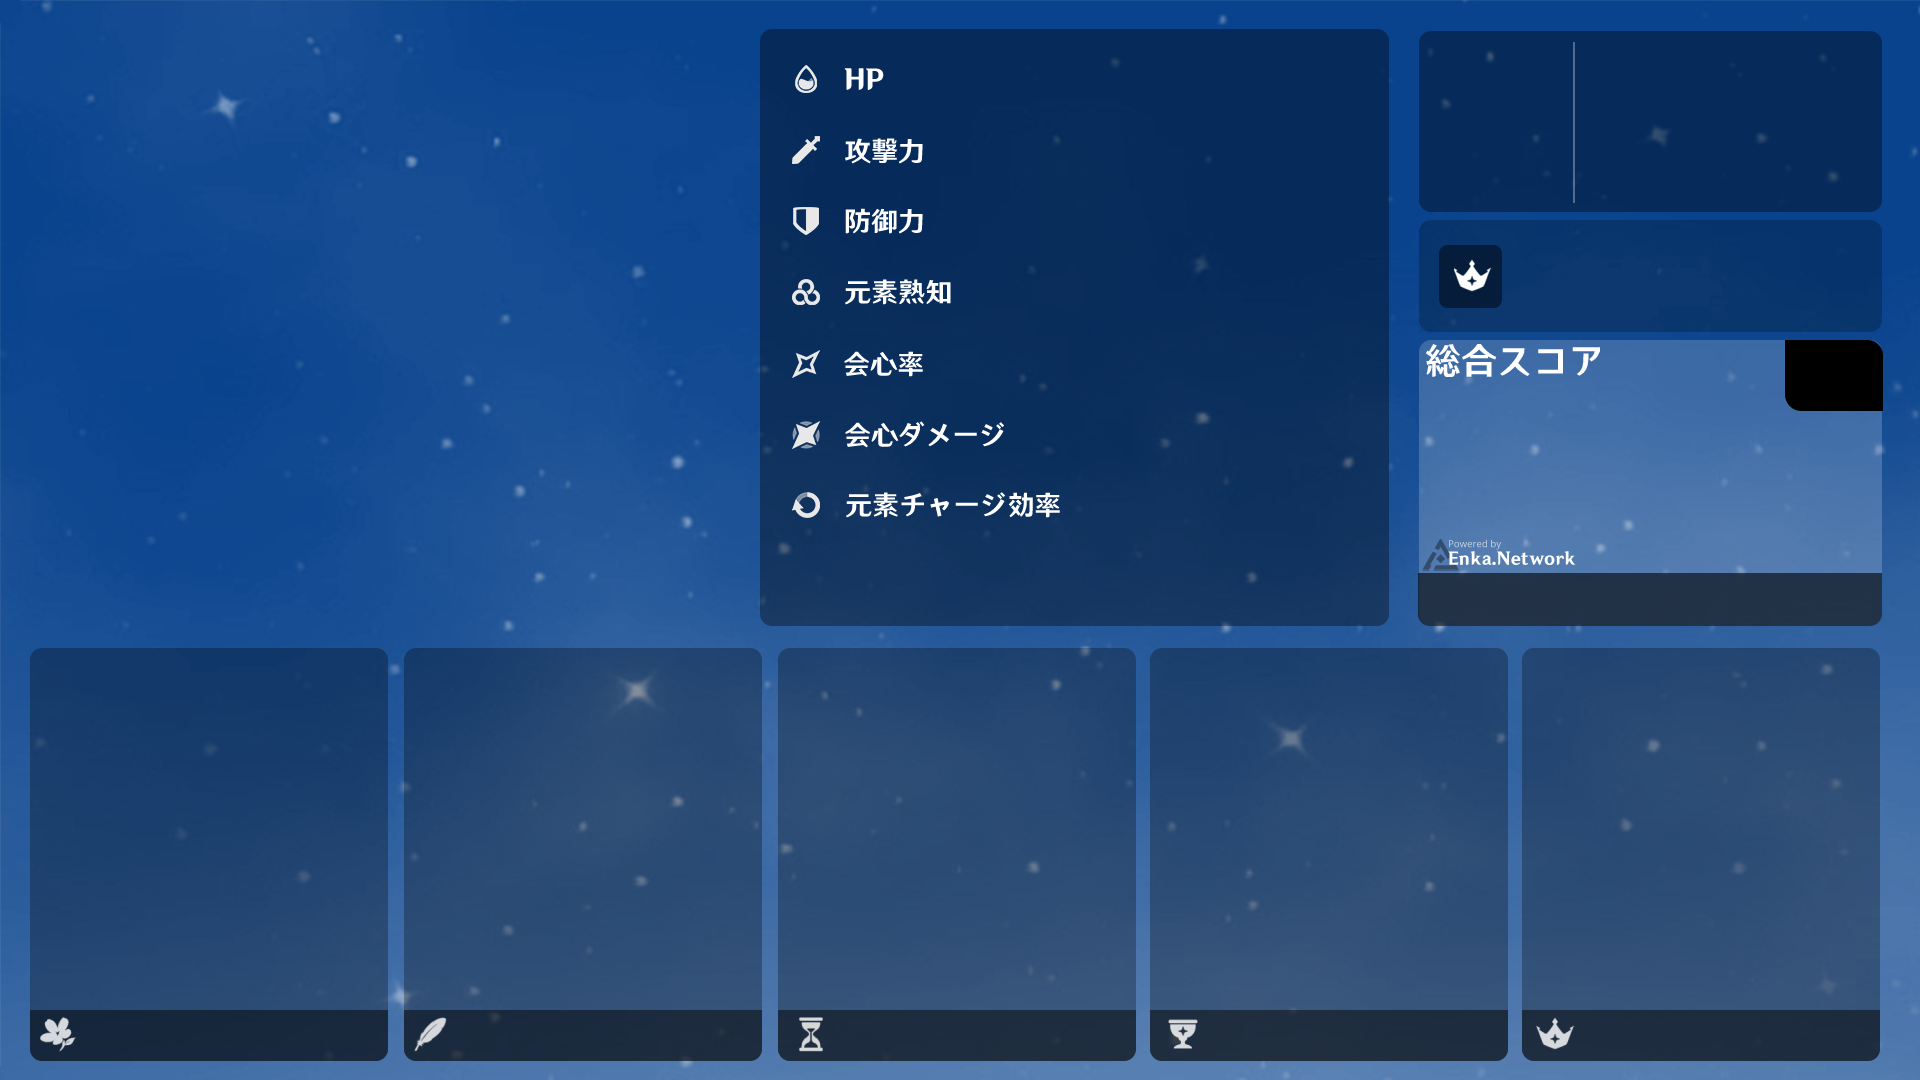 HP
攻撃力
防御力
元素熟知
会心率
会心ダメージ
元素チャージ効率
総合スコア
Powered by
Enka.Network